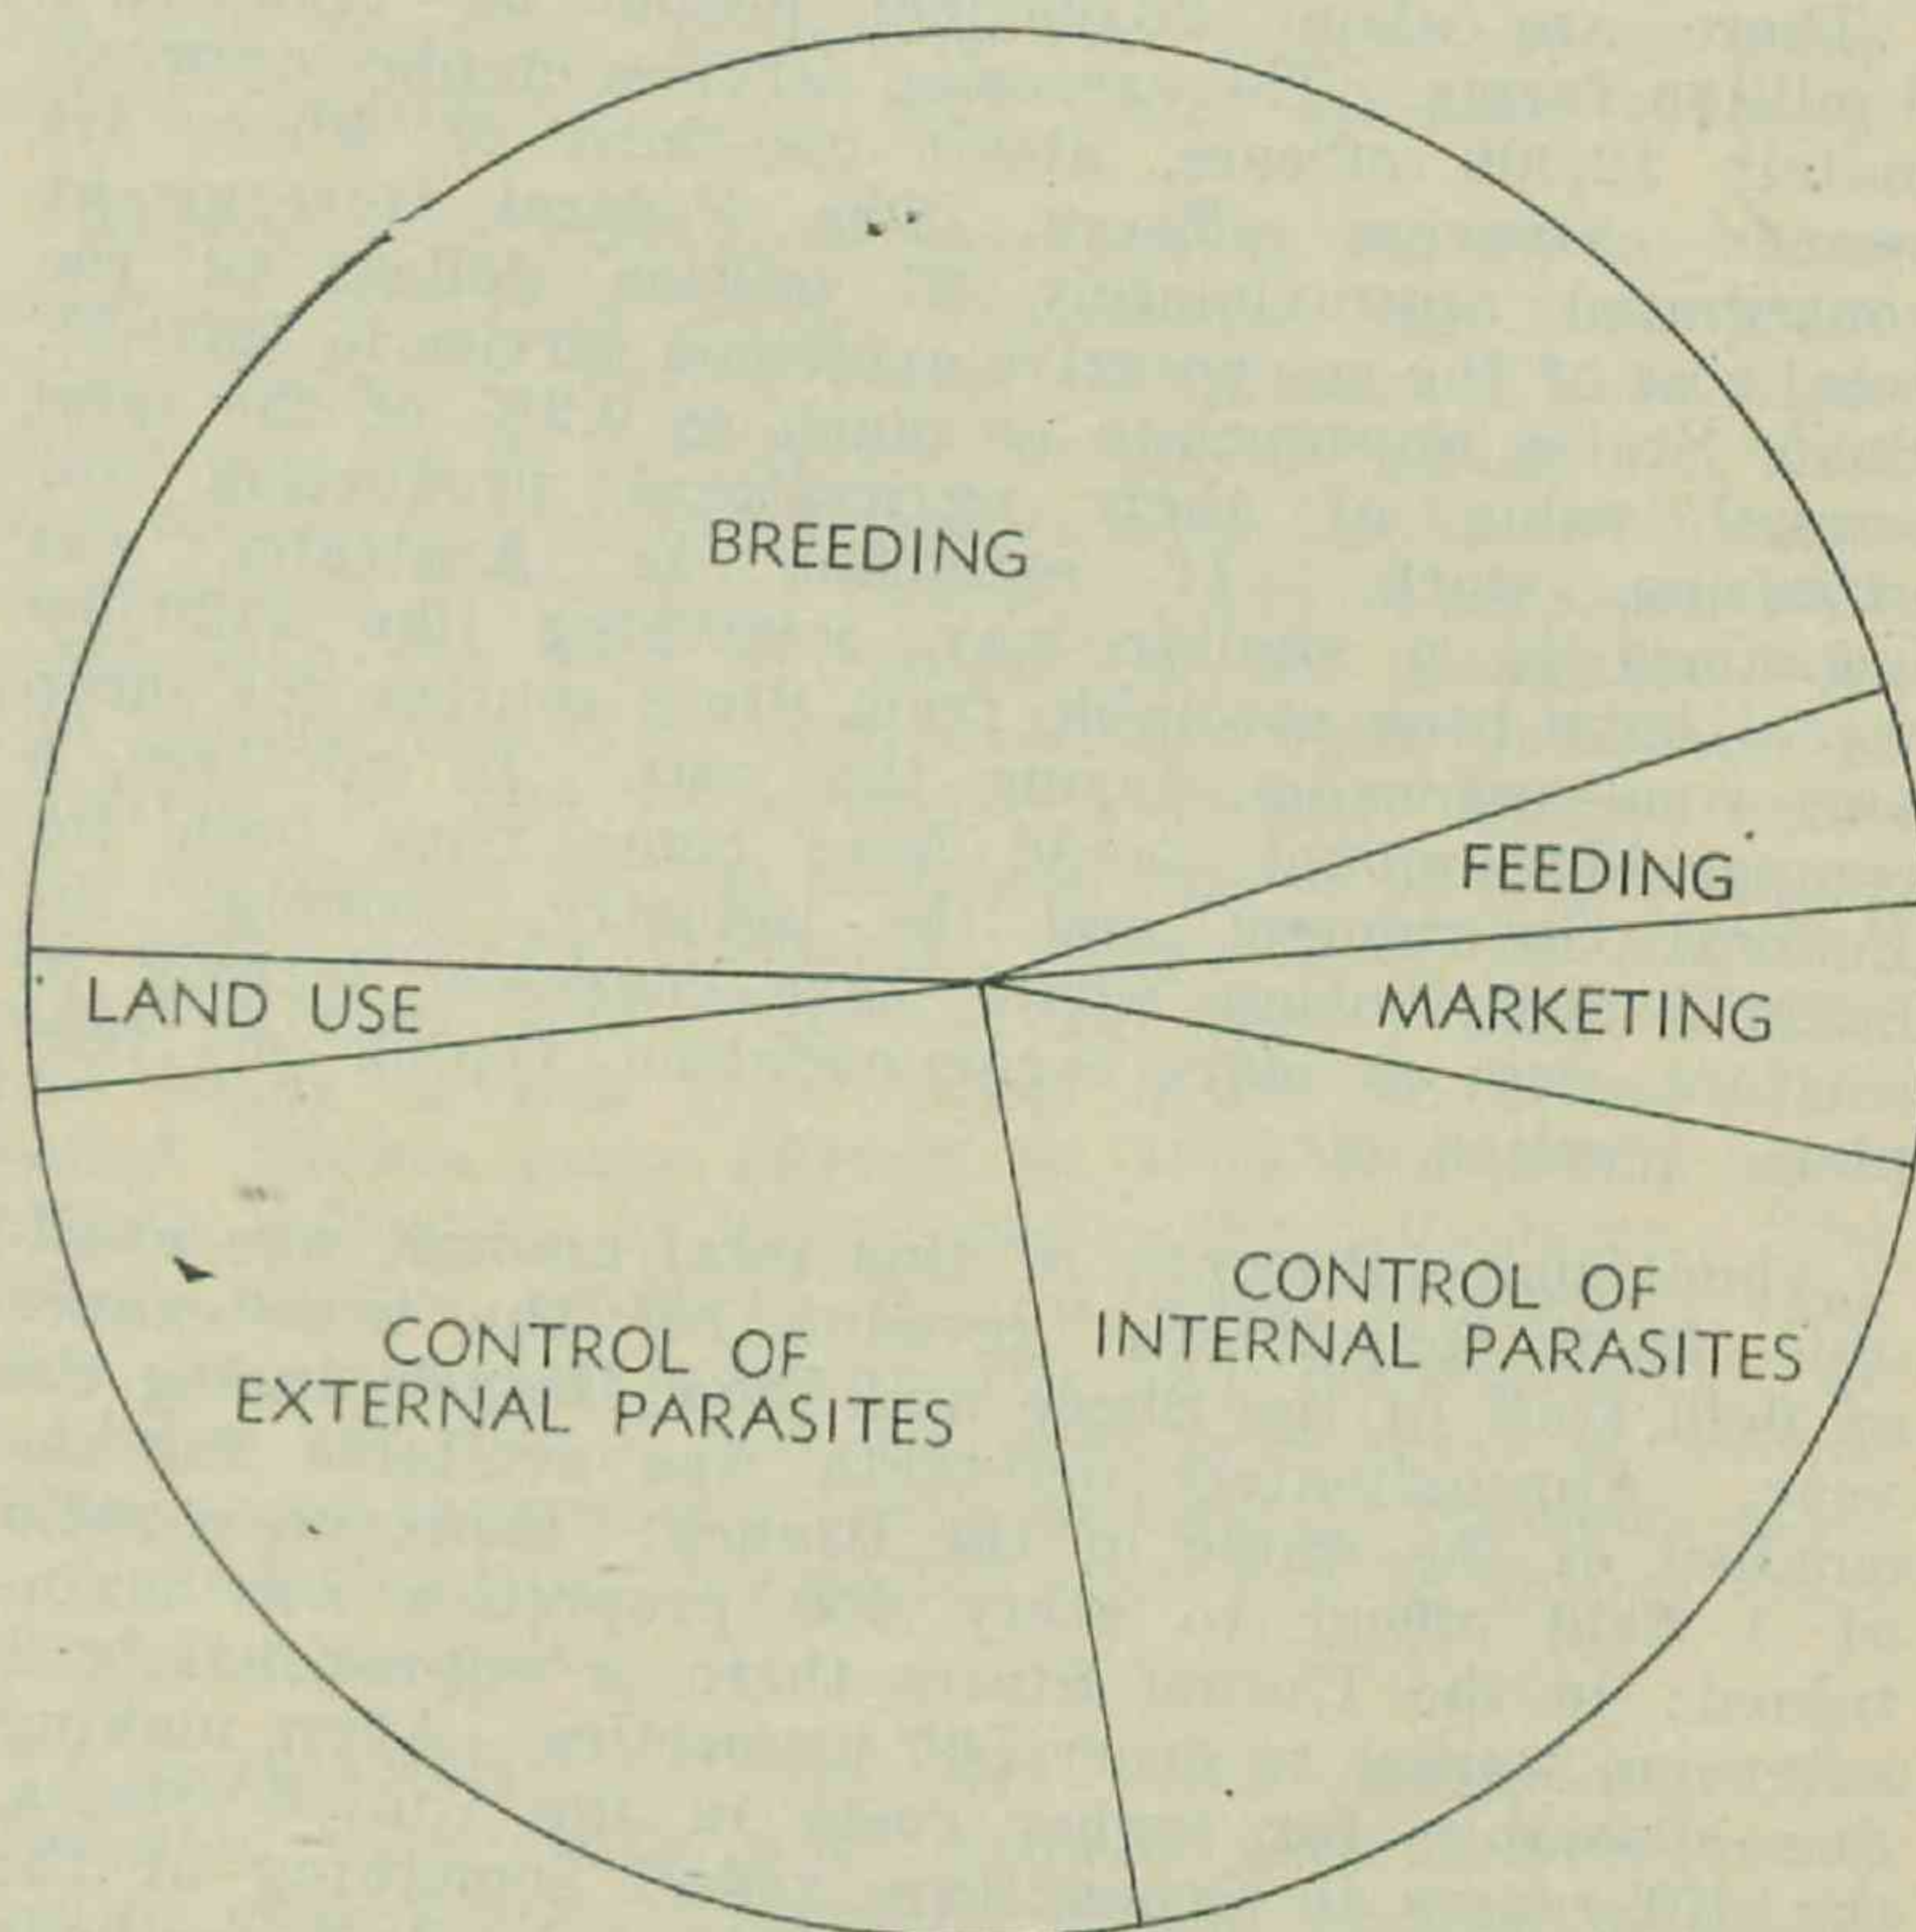 BREEDING
FEEDING
MARKETING
LAND USE
CONTROL OF
INTERNAL PARASITES
CONTROL OF
EXTERNAL PARASITES